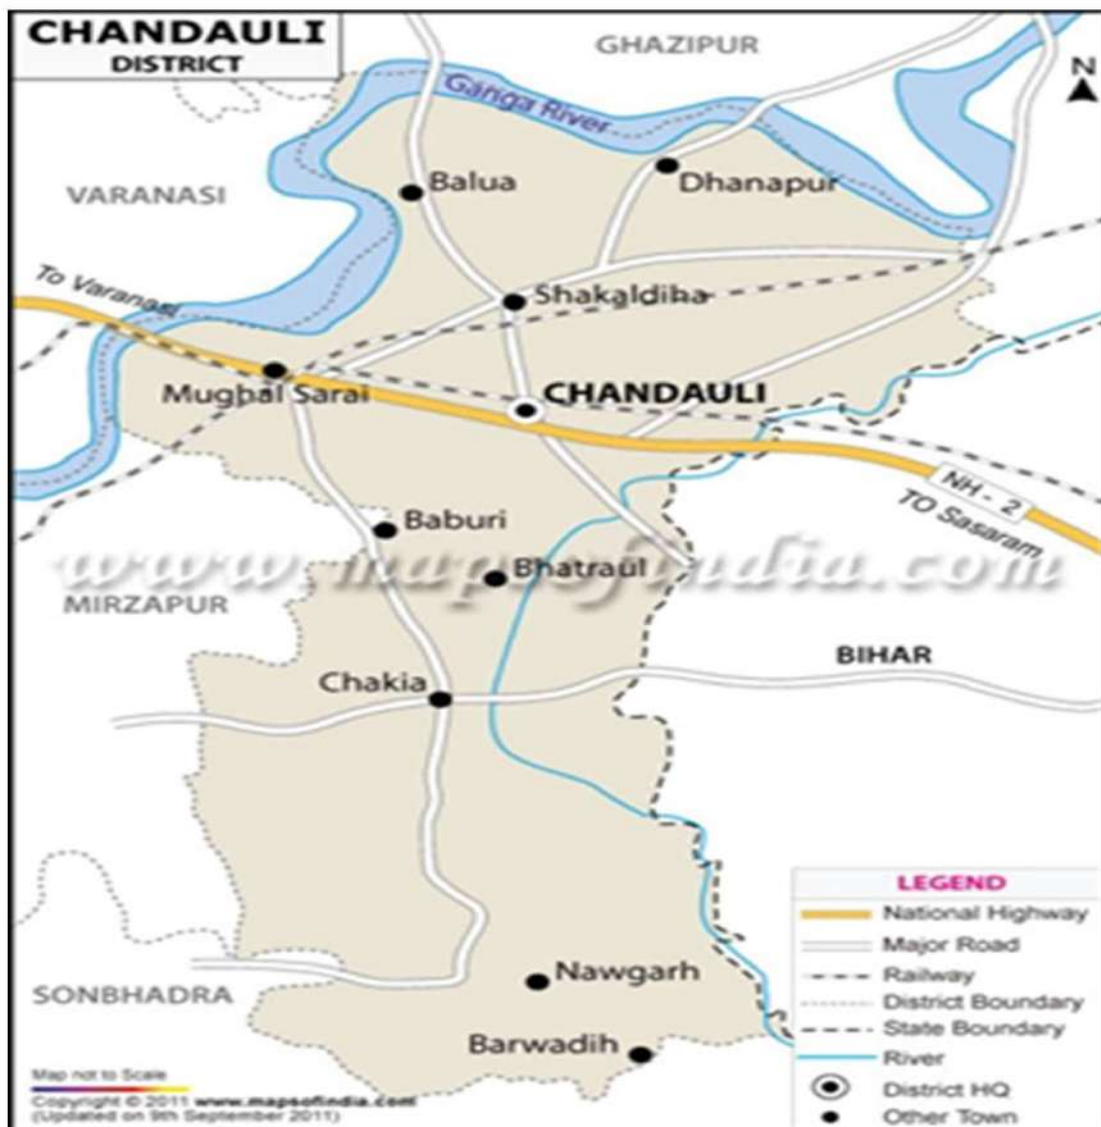 CHANDAULI
DISTRICT
GHAZIPUR
N
Ganga River
VARANASI
Balua
Dhanapur
To Varanasi
Shakaldiha
Mughal Sarai
CHANDAULI
NH - 2
TO Sasaram
Baburi
www.mapsofindia.com
Bhatraul
MIRZAPUR
BIHAR
Chakia
LEGEND
National Highway
Major Road
Railway
District Boundary
State Boundary
River
District HQ
Other Town
Nawgarh
SONBHADRA
Barwadih
Map not to Scale
Copyright © 2011 www.mapsofindia.com
(Updated on 9th September 2011)